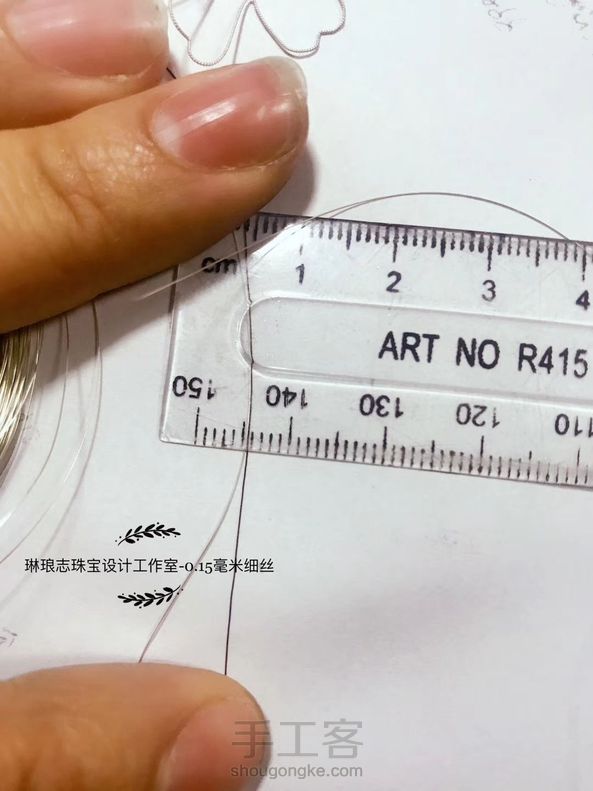 cm 1 2 3 4
ART NO R415
150 140 130 120 110
琳琅志珠宝设计工作室-0.15毫米细丝
手工客
shougongke.com